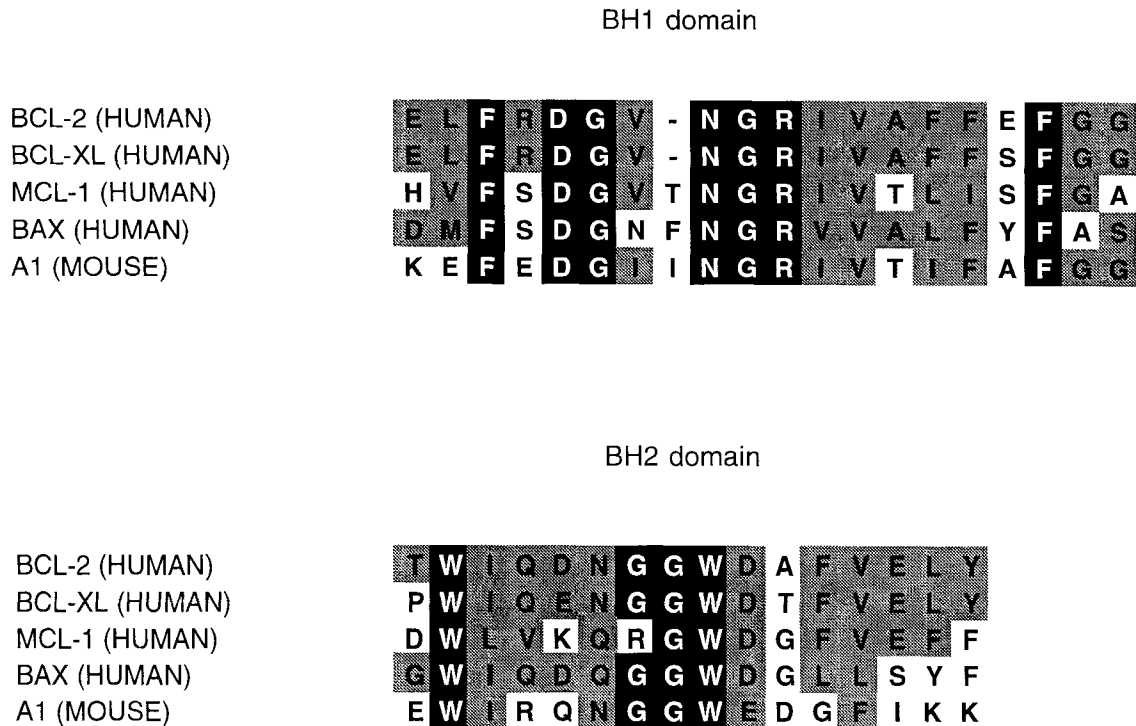 BH1 domain
BCL-2 (HUMAN) E L F R D G V - N G R I V A F F E F G G
BCL-XL (HUMAN) E L F R D G V - N G R I V A F F S F G G
MCL-1 (HUMAN) H V F S D G V T N G R I V T L I S F G A
BAX (HUMAN) D M F S D G N F N G R V V A L F Y F A S
A1 (MOUSE) K E F E D G I I N G R I V T I F A F G G
BH2 domain
BCL-2 (HUMAN) T W I Q D N G G W D A F V E L Y
BCL-XL (HUMAN) P W I Q E N G G W D T F V E L Y
MCL-1 (HUMAN) D W L V K Q R G W D G F V E F F
BAX (HUMAN) G W I Q D Q G G W D G L L S Y F
A1 (MOUSE) E W I R Q N G G W E D G F I K K